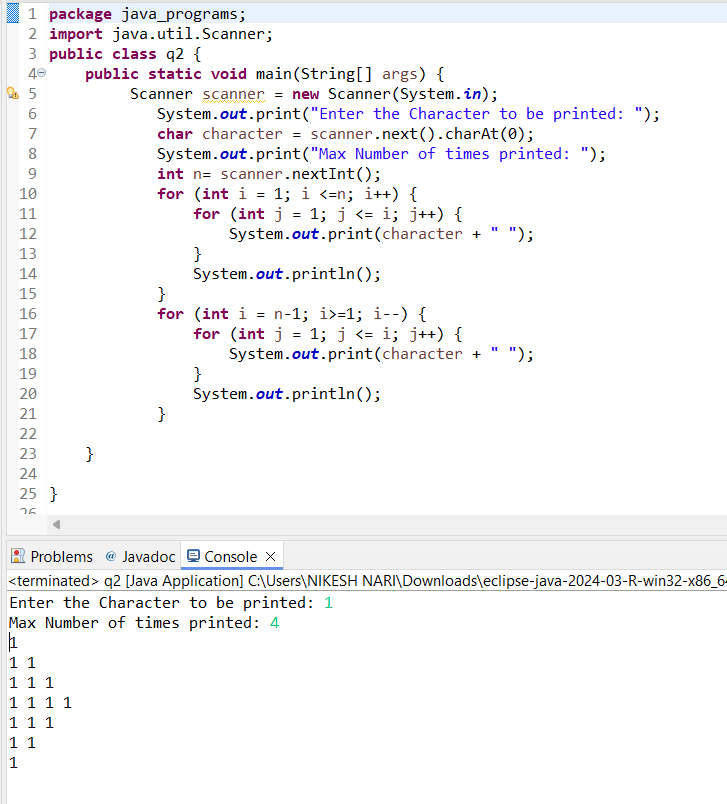 1 package java_programs;
2 import java.util.Scanner;
3 public class q2 {
4     public static void main(String[] args) {
5          Scanner scanner = new Scanner(System.in);
6             System.out.print("Enter the Character to be printed: ");
7             char character = scanner.next().charAt(0);
8             System.out.print("Max Number of times printed: ");
9             int n= scanner.nextInt();
10             for (int i = 1; i <=n; i++) {
11                 for (int j = 1; j <= i; j++) {
12                     System.out.print(character + " ");
13                 }
14                 System.out.println();
15             }
16             for (int i = n-1; i>=1; i--) {
17                 for (int j = 1; j <= i; j++) {
18                     System.out.print(character + " ");
19                 }
20                 System.out.println();
21             }
22
23     }
24
25 }
26
Problems @ Javadoc Console ×
<terminated> q2 [Java Application] C:\Users\NIKESH NARI\Downloads\eclipse-java-2024-03-R-win32-x86_64
Enter the Character to be printed: 1
Max Number of times printed: 4
1
1 1
1 1 1
1 1 1 1
1 1 1
1 1
1